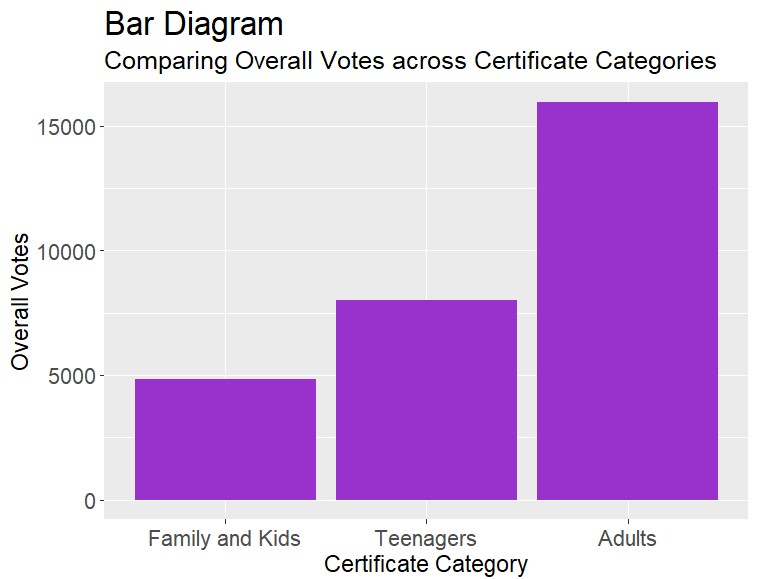 Bar Diagram
Comparing Overall Votes across Certificate Categories
Overall Votes
15000
10000
5000
0
Family and Kids
Teenagers
Adults
Certificate Category